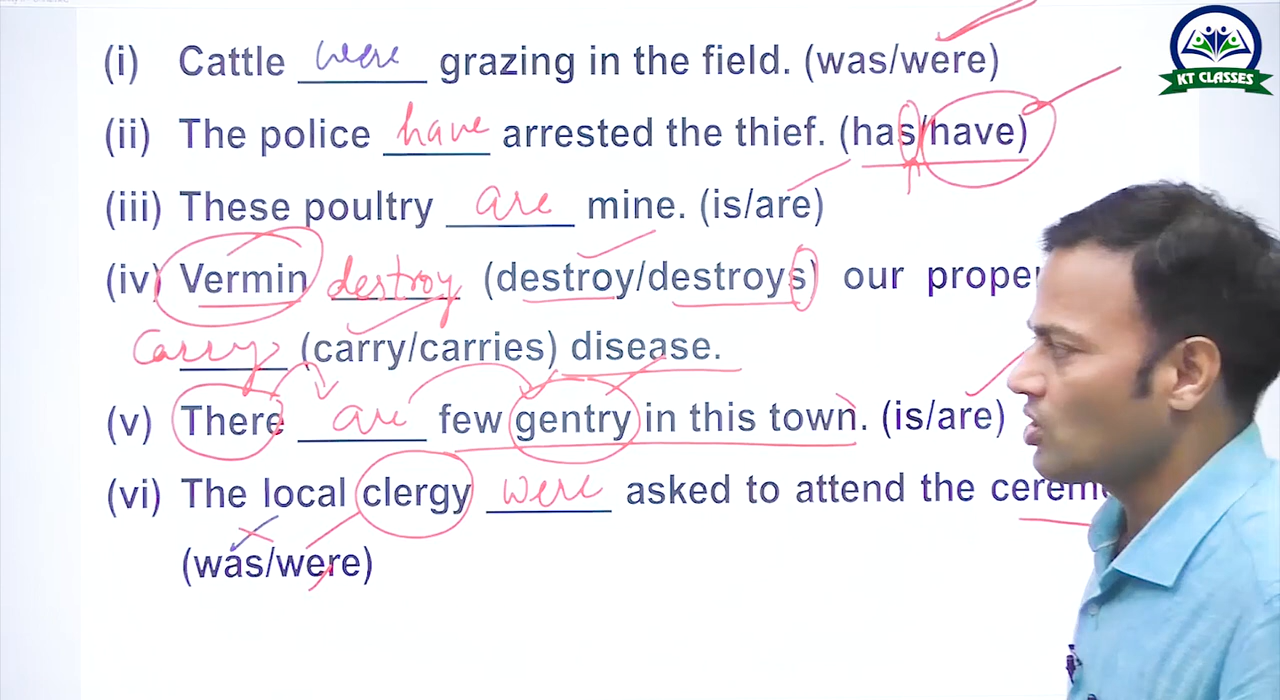 KT CLASSES
(i) Cattle were grazing in the field. (was/were)
(ii) The police have arrested the thief. (has/have)
(iii) These poultry are mine. (is/are)
(iv) Vermin destroy (destroy/destroys) our
carry (carry/carries) disease.
(v) There are few gentry in this town. (is/are)
(vi) The local clergy were asked to attend the
(was/were)